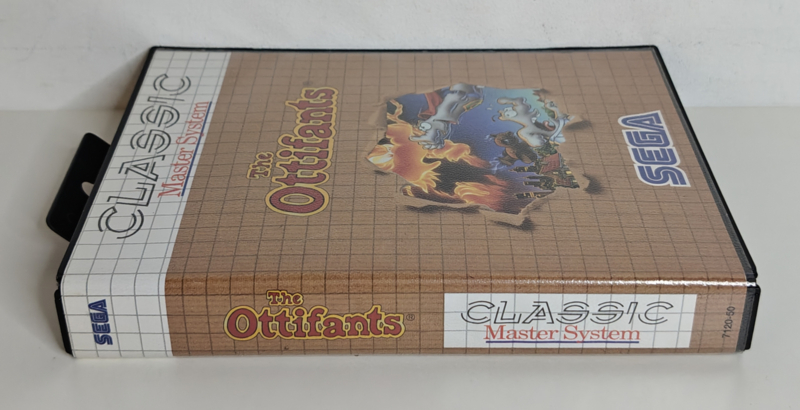 CLASSIC
Master System
The
Ottifants®
SEGA
SEGA
The
Ottifants®
CLASSIC
Master System
7120-50